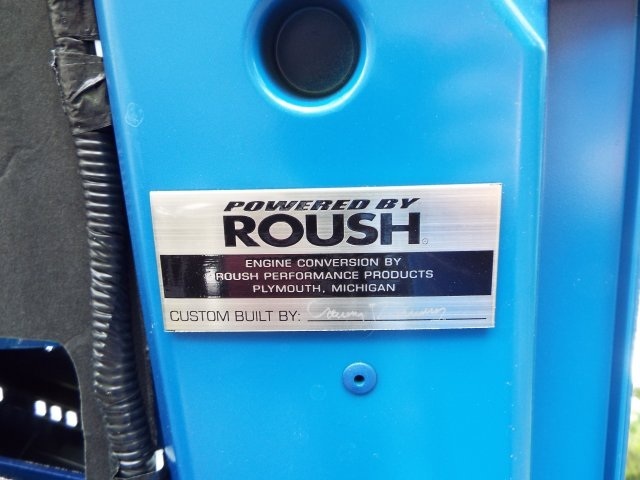 POWERED BY
ROUSH
ENGINE CONVERSION BY
ROUSH PERFORMANCE PRODUCTS
PLYMOUTH, MICHIGAN
CUSTOM BUILT BY: